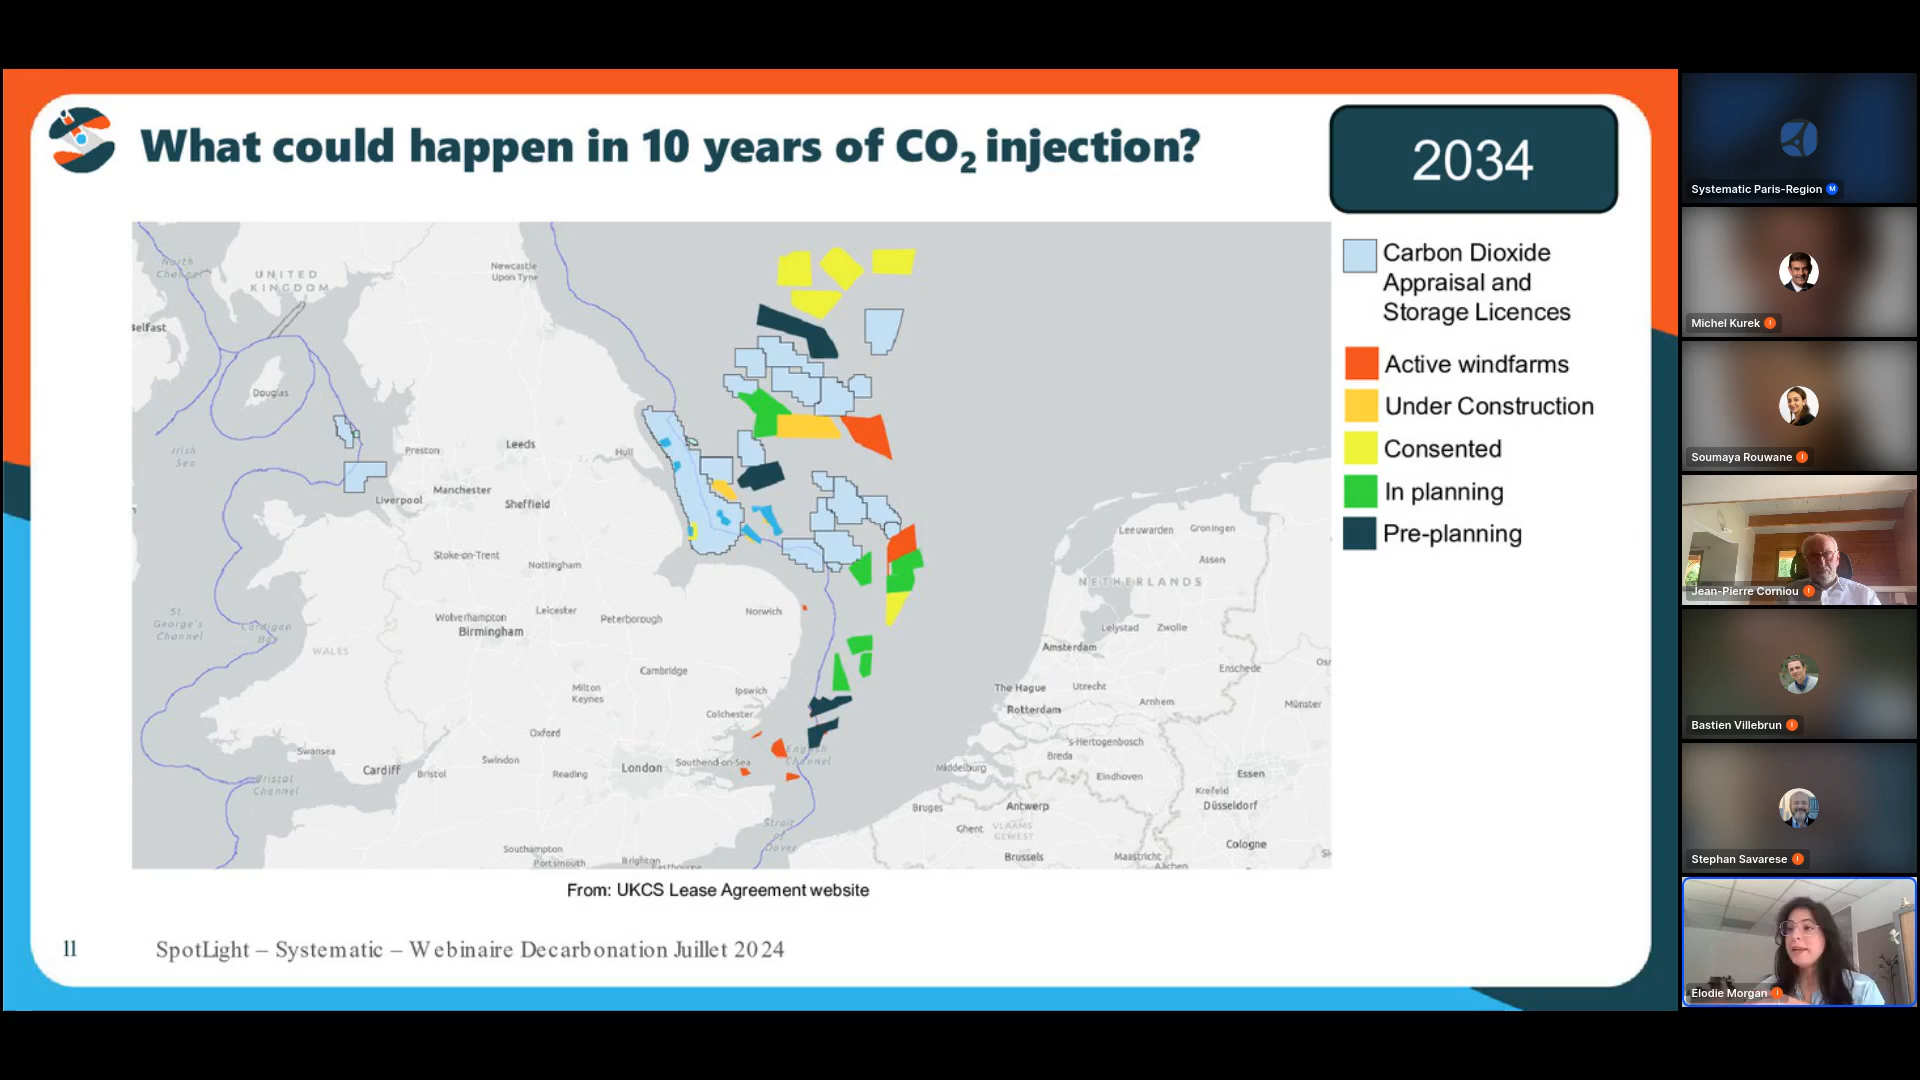 What could happen in 10 years of CO2 injection?
2034
North
Channel
UNITED
KINGDOM
Newcastle
Upon Tyne
Belfast
Douglas
Irish
Sea
Preston
Leeds
Hull
Liverpool
Manchester
Sheffield
Stoke-on-Trent
Nottingham
St.
George's
Channel
Cardigan
Bay
WALES
Wolverhampton
Birmingham
Leicester
Peterborough
Norwich
Cambridge
Milton
Keynes
Ipswich
Colchester
Oxford
Swansea
Cardiff
Bristol
Swindon
Reading
London
Southend-on-Sea
English
Channel
Bristol
Channel
Southampton
Portsmouth
Brighton
Eastbourne
Strait
of
Dover
Leeuwarden
Groningen
Assen
NETHERLANDS
Lelystad
Zwolle
Amsterdam
Enschede
The Hague
Utrecht
Rotterdam
Arnhem
Münster
's-Hertogenbosch
Breda
Middelburg
Eindhoven
Essen
Krefeld
Düsseldorf
Bruges
Antwerp
Ghent
VLAAMS
GEWEST
Brussels
Maastricht
Aachen
Cologne
Carbon Dioxide
Appraisal and
Storage Licences
Active windfarms
Under Construction
Consented
In planning
Pre-planning
From: UKCS Lease Agreement website
11
SpotLight – Systematic – Webinaire Decarbonation Juillet 2024
Systematic Paris-Region M
Michel Kurek I
Soumaya Rouwane I
Jean-Pierre Corniou I
Bastien Villebrun I
Stephan Savarese I
Elodie Morgan I